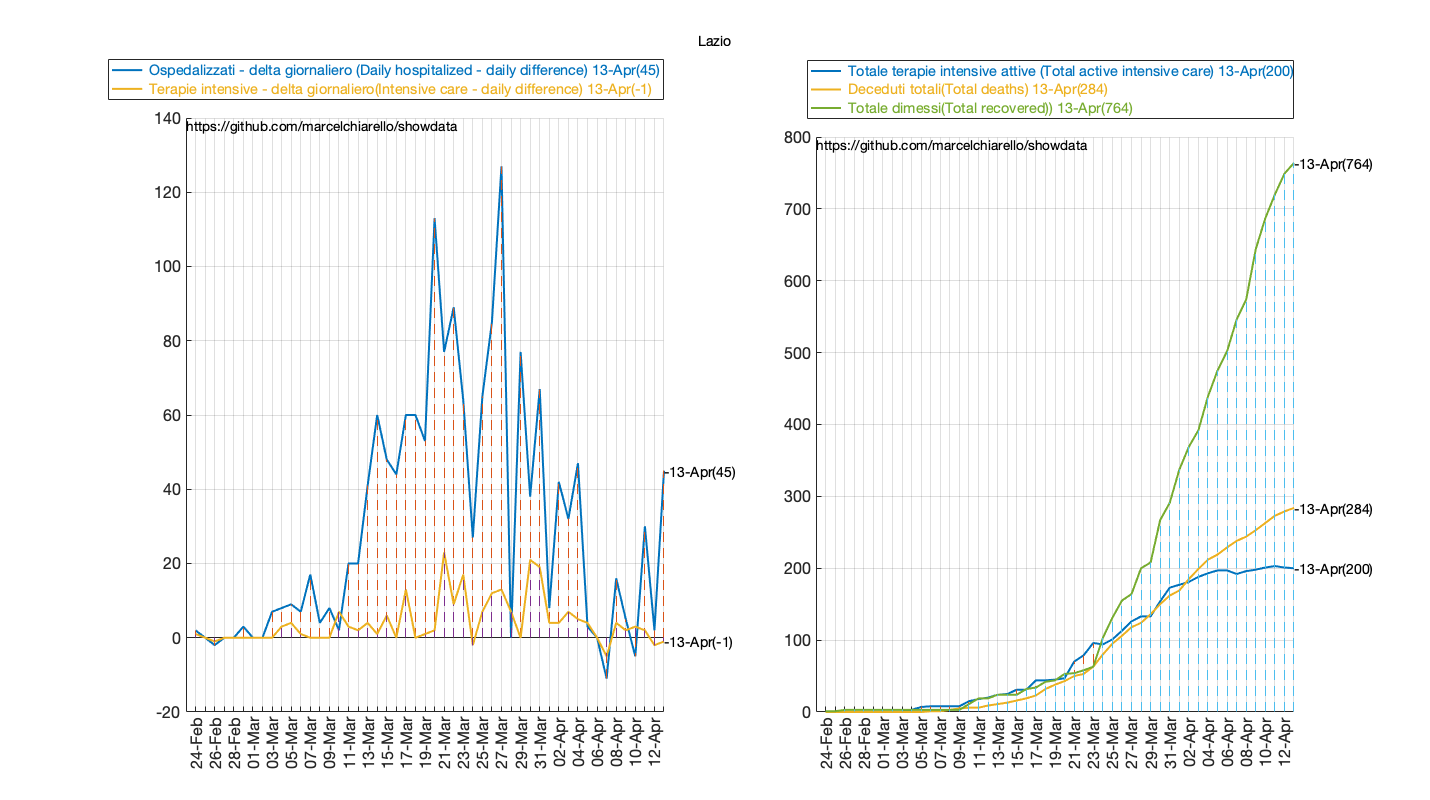 Lazio
Ospedalizzati - delta giornaliero (Daily hospitalized - daily difference) 13-Apr(45)
Terapie intensive - delta giornaliero(Intensive care - daily difference) 13-Apr(-1)
https://github.com/marcelchiarello/showdata
140
120
100
80
60
40
20
0
-20
13-Apr(45)
13-Apr(-1)
24-Feb
26-Feb
28-Feb
01-Mar
03-Mar
05-Mar
07-Mar
09-Mar
11-Mar
13-Mar
15-Mar
17-Mar
19-Mar
21-Mar
23-Mar
25-Mar
27-Mar
29-Mar
31-Mar
02-Apr
04-Apr
06-Apr
08-Apr
10-Apr
12-Apr
Totale terapie intensive attive (Total active intensive care) 13-Apr(200)
Deceduti totali(Total deaths) 13-Apr(284)
Totale dimessi(Total recovered)) 13-Apr(764)
https://github.com/marcelchiarello/showdata
800
700
600
500
400
300
200
100
0
13-Apr(764)
13-Apr(284)
13-Apr(200)
24-Feb
26-Feb
28-Feb
01-Mar
03-Mar
05-Mar
07-Mar
09-Mar
11-Mar
13-Mar
15-Mar
17-Mar
19-Mar
21-Mar
23-Mar
25-Mar
27-Mar
29-Mar
31-Mar
02-Apr
04-Apr
06-Apr
08-Apr
10-Apr
12-Apr